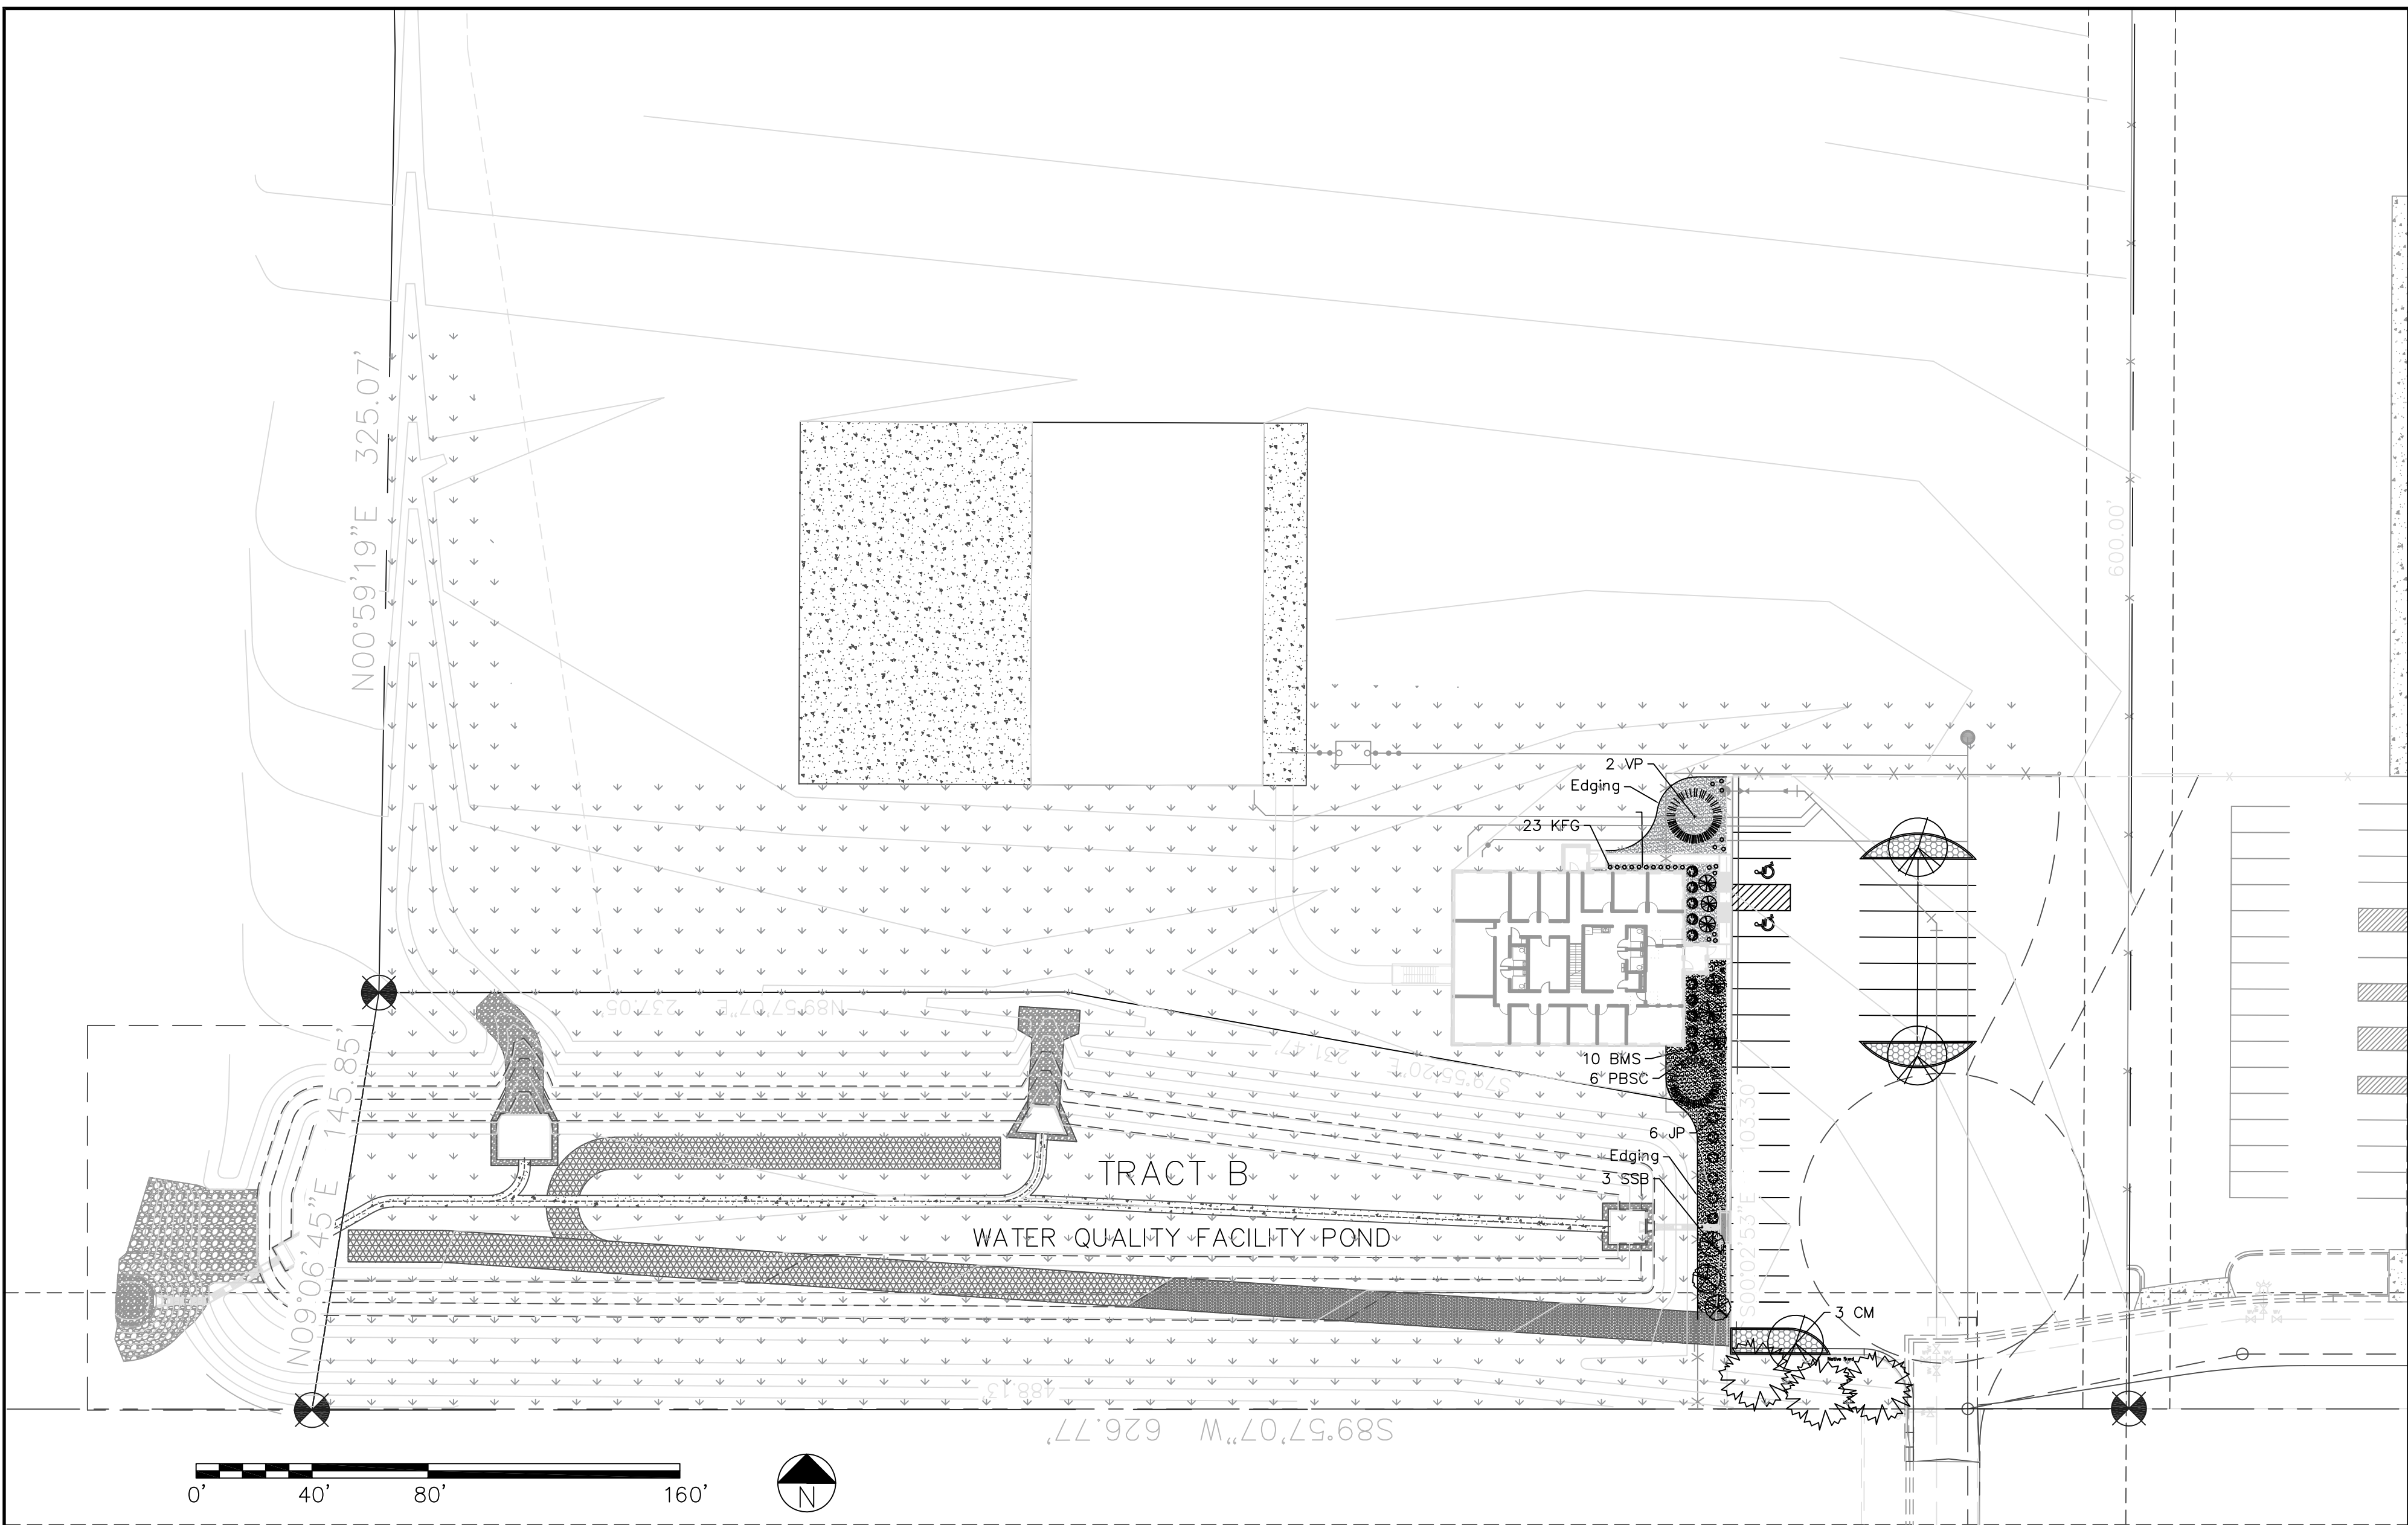 N00°59'19"E 325.07'
600.00'
2 VP
Edging
23 KFG
N89°57'07"E 237.05'
S79°55'20"E 231.47'
10 BMS
6 PBSC
N09°06'45"E 145.85'
6 JP
TRACT B
Edging
3 SSB
S00°02'53"E 103.30'
WATER QUALITY FACILITY POND
3 CM
488.13'
S89°57'07"W 626.77'
0' 40' 80' 160'
N